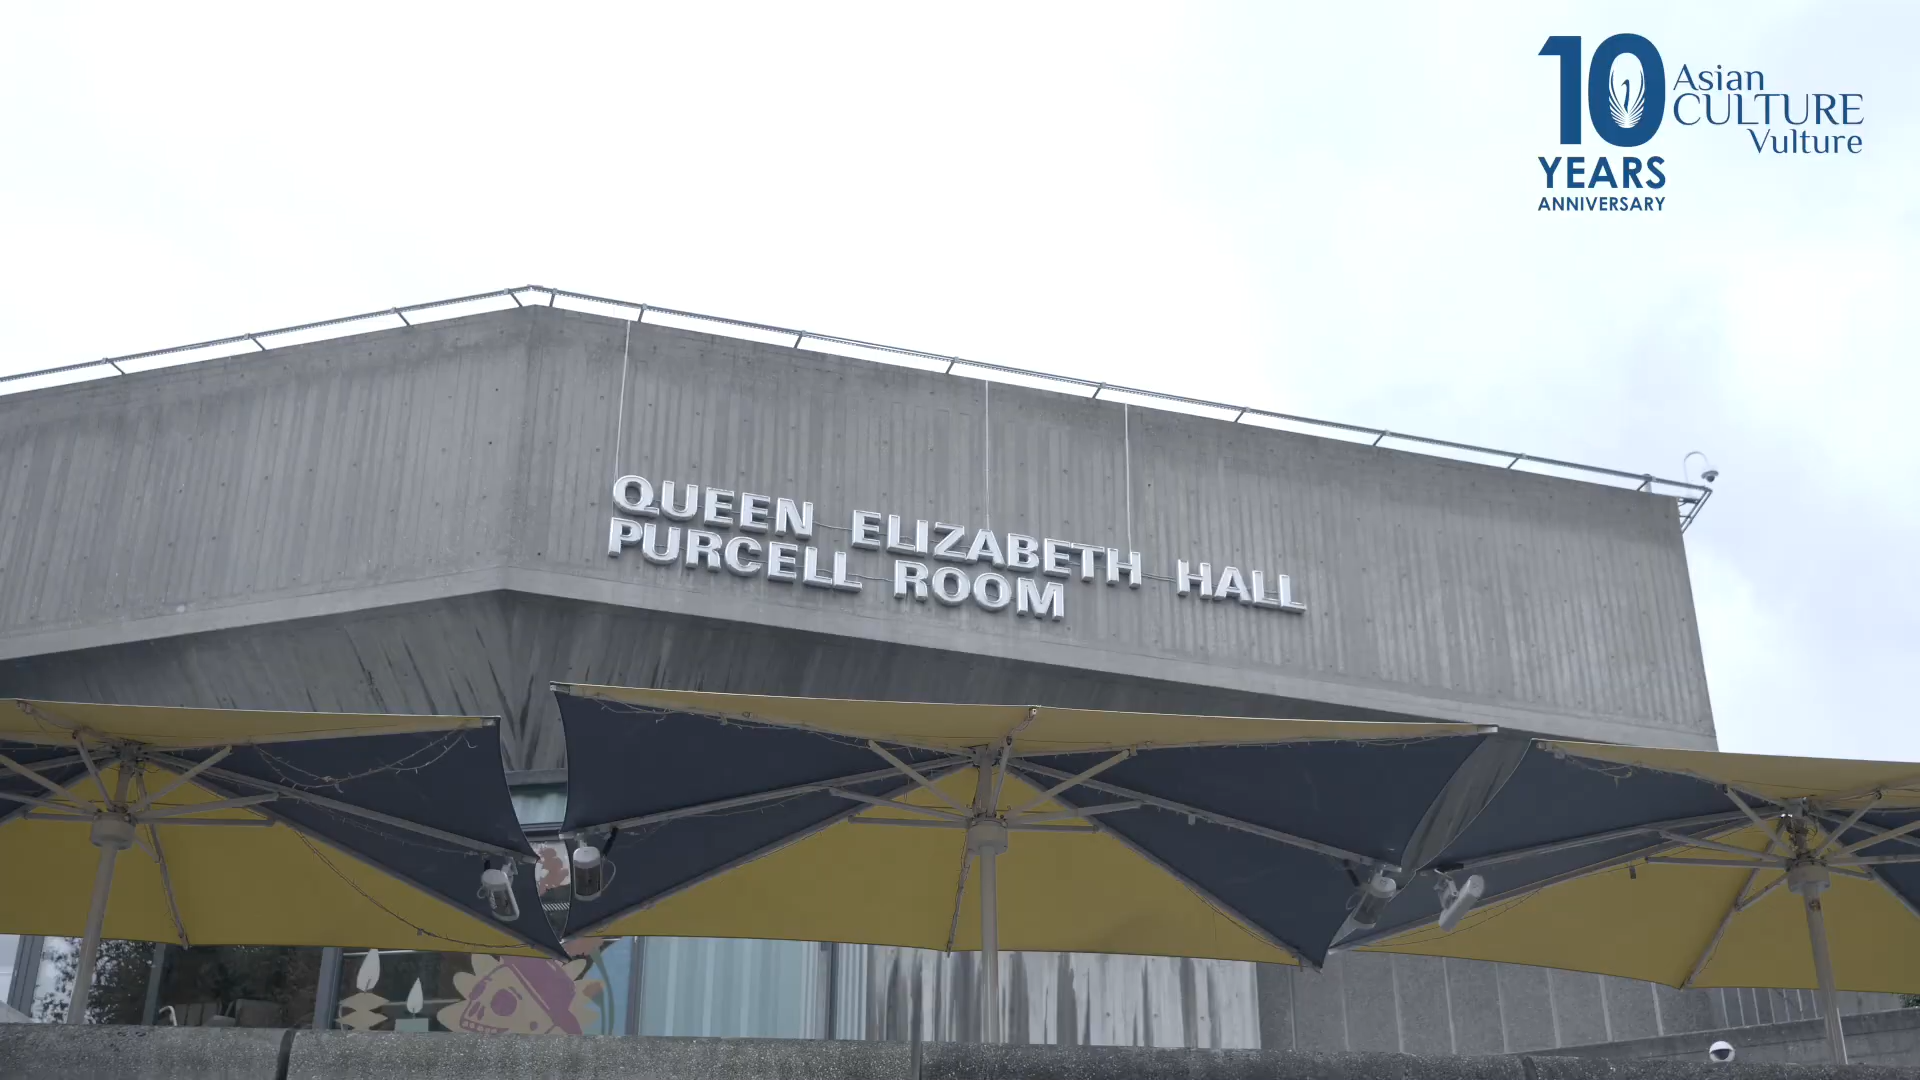 10
YEARS
ANNIVERSARY
Asian
CULTURE
Vulture
QUEEN ELIZABETH HALL
PURCELL ROOM